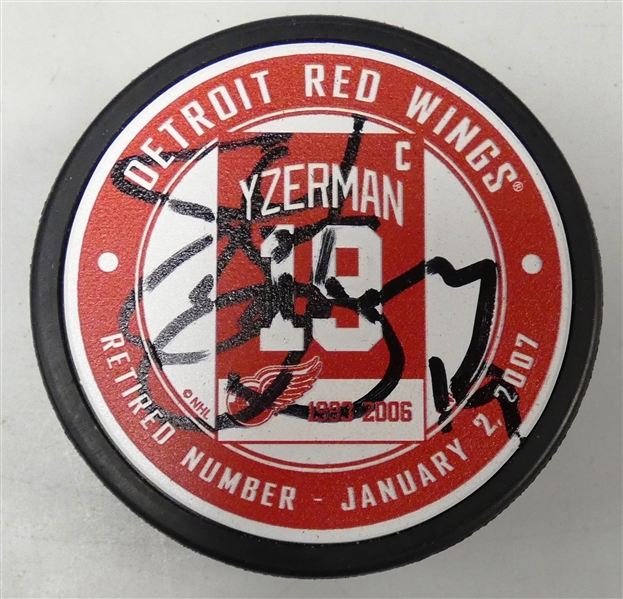 DETROIT RED WINGS®
C
YZERMAN
19
© NHL
1983-2006
RETIRED NUMBER - JANUARY 2, 2007